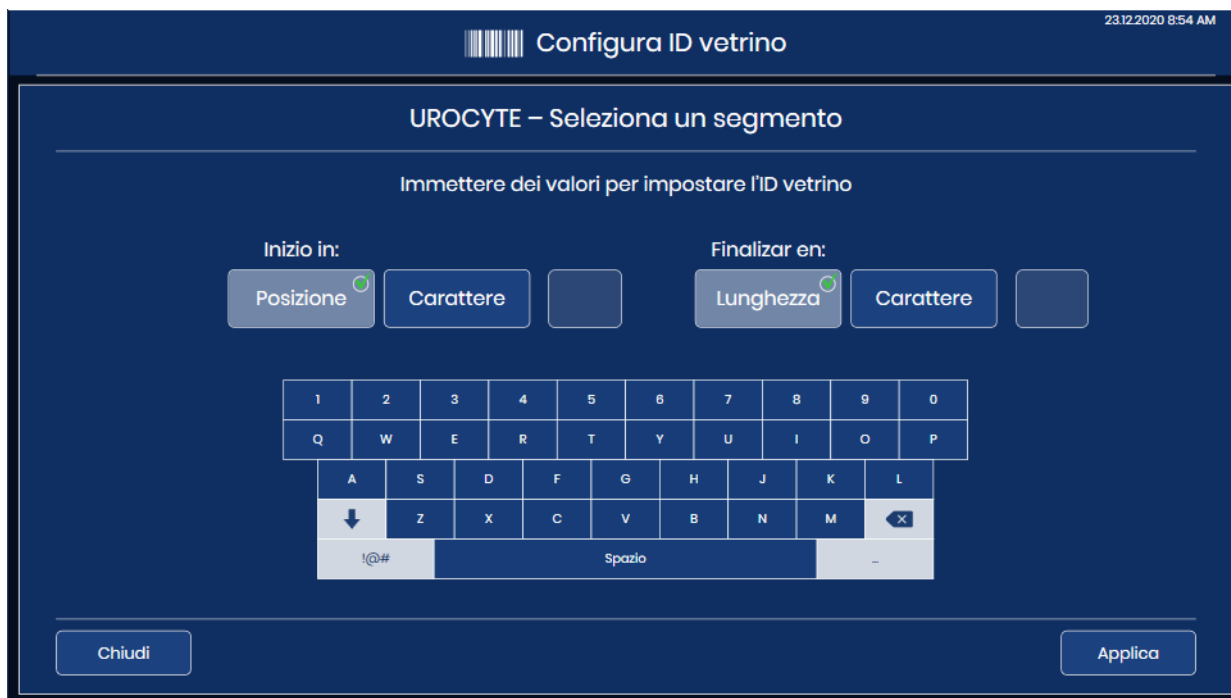 23.12.2020 8:54 AM
Configura ID vetrino
UROCYTE – Seleziona un segmento
Immettere dei valori per impostare l'ID vetrino
Inizio in: Finalizar en:
Posizione Carattere Lunghezza Carattere
1 2 3 4 5 6 7 8 9 0
Q W E R T Y U I O P
A S D F G H J K L
Z X C V B N M
!@# Spazio _
Chiudi Applica